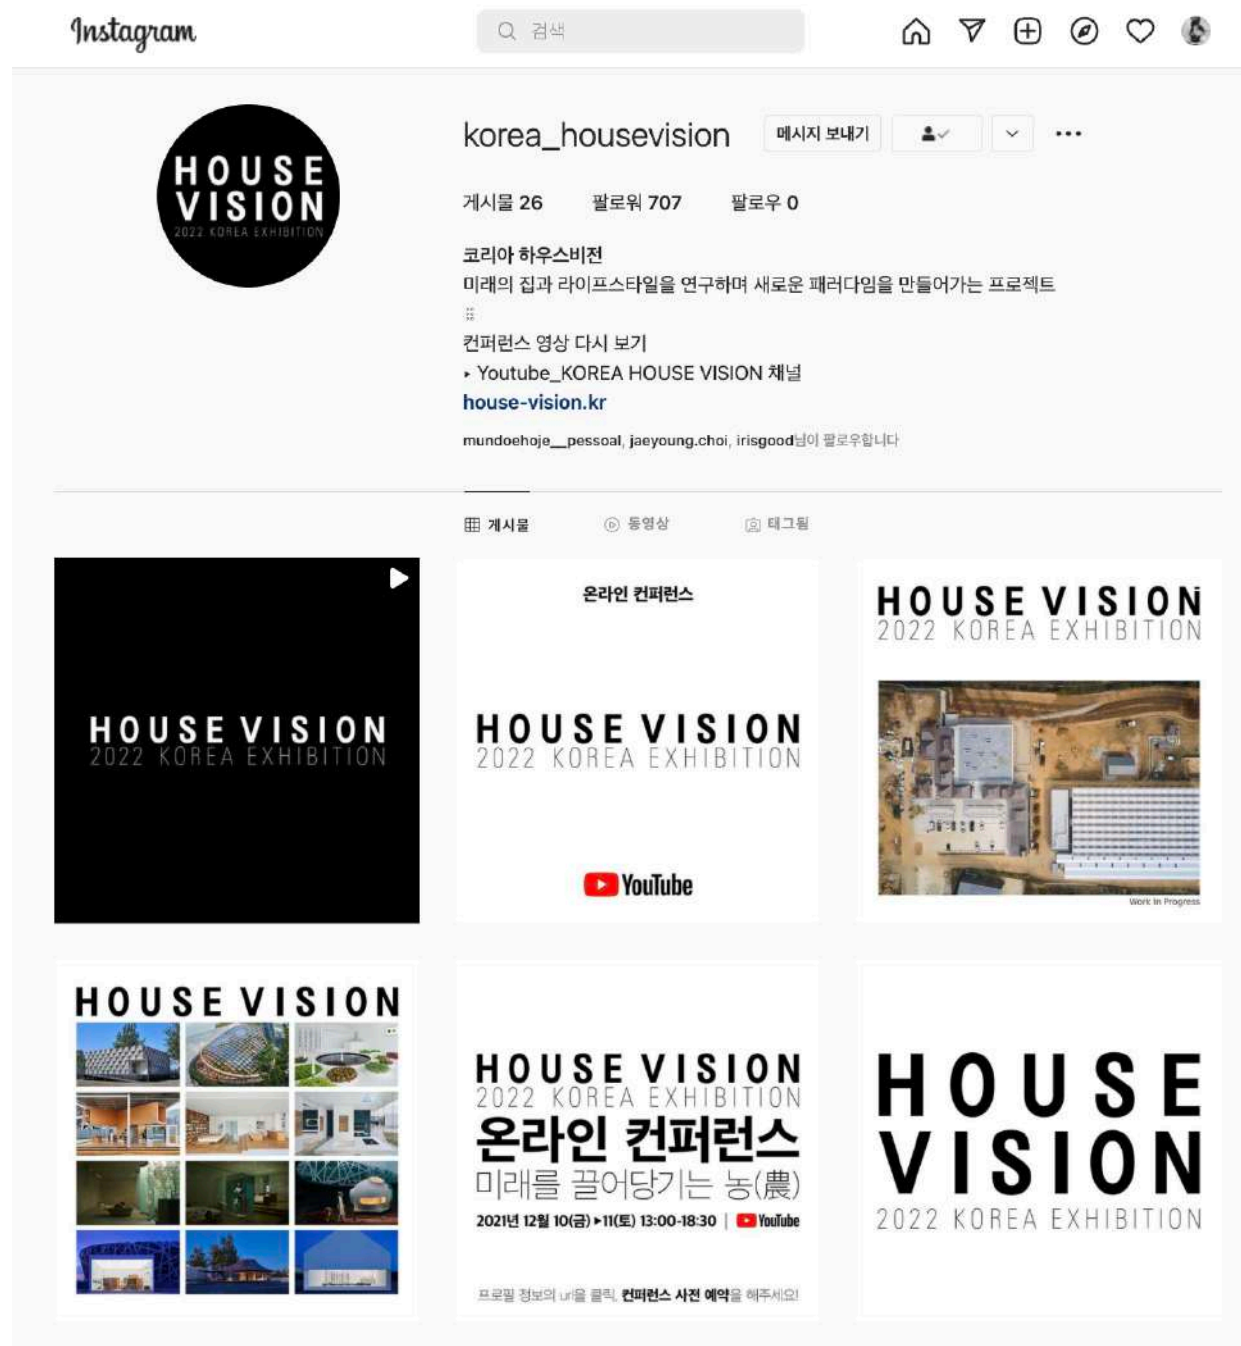 Instagram
검색
korea_housevision
메시지 보내기
게시물 26 팔로워 707 팔로우 0
코리아 하우스비전
미래의 집과 라이프스타일을 연구하며 새로운 패러다임을 만들어가는 프로젝트
컨퍼런스 영상 다시 보기
▸ Youtube_KOREA HOUSE VISION 채널
house-vision.kr
mundoehoje__pessoal, jaeyoung.choi, irisgood님이 팔로우합니다
HOUSE
VISION
2022 KOREA EXHIBITION
게시물 동영상 태그됨
HOUSE VISION
2022 KOREA EXHIBITION
온라인 컨퍼런스
HOUSE VISION
2022 KOREA EXHIBITION
YouTube
HOUSE VISION
2022 KOREA EXHIBITION
Work in Progress
HOUSE VISION
HOUSE VISION
2022 KOREA EXHIBITION
온라인 컨퍼런스
미래를 끌어당기는 농(農)
2021년 12월 10(금)▸11(토) 13:00-18:30 | YouTube
프로필 정보의 url을 클릭, 컨퍼런스 사전 예약을 해주세요!
HOUSE
VISION
2022 KOREA EXHIBITION